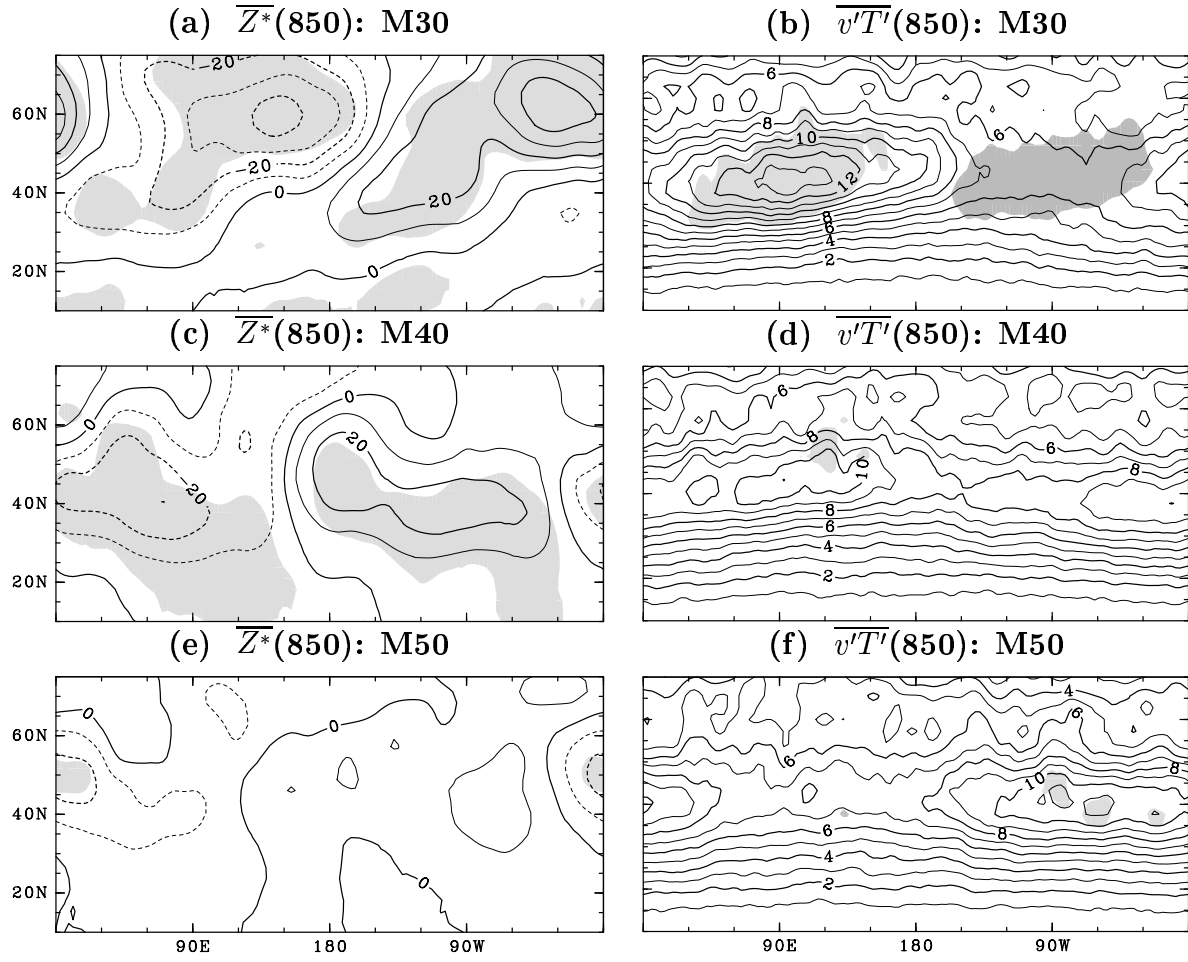 (a) Z*(850): M30
(b) v'T'(850): M30
60N
40N
20N
-20
-20
0
20
0
6
8
10
12
8
6
4
2
6
(c) Z*(850): M40
(d) v'T'(850): M40
60N
40N
20N
0
-20
0
20
6
8
10
8
6
4
2
6
8
(e) Z*(850): M50
(f) v'T'(850): M50
60N
40N
20N
0
0
0
4
6
6
8
10
8
6
4
2
90E
180
90W
90E
180
90W